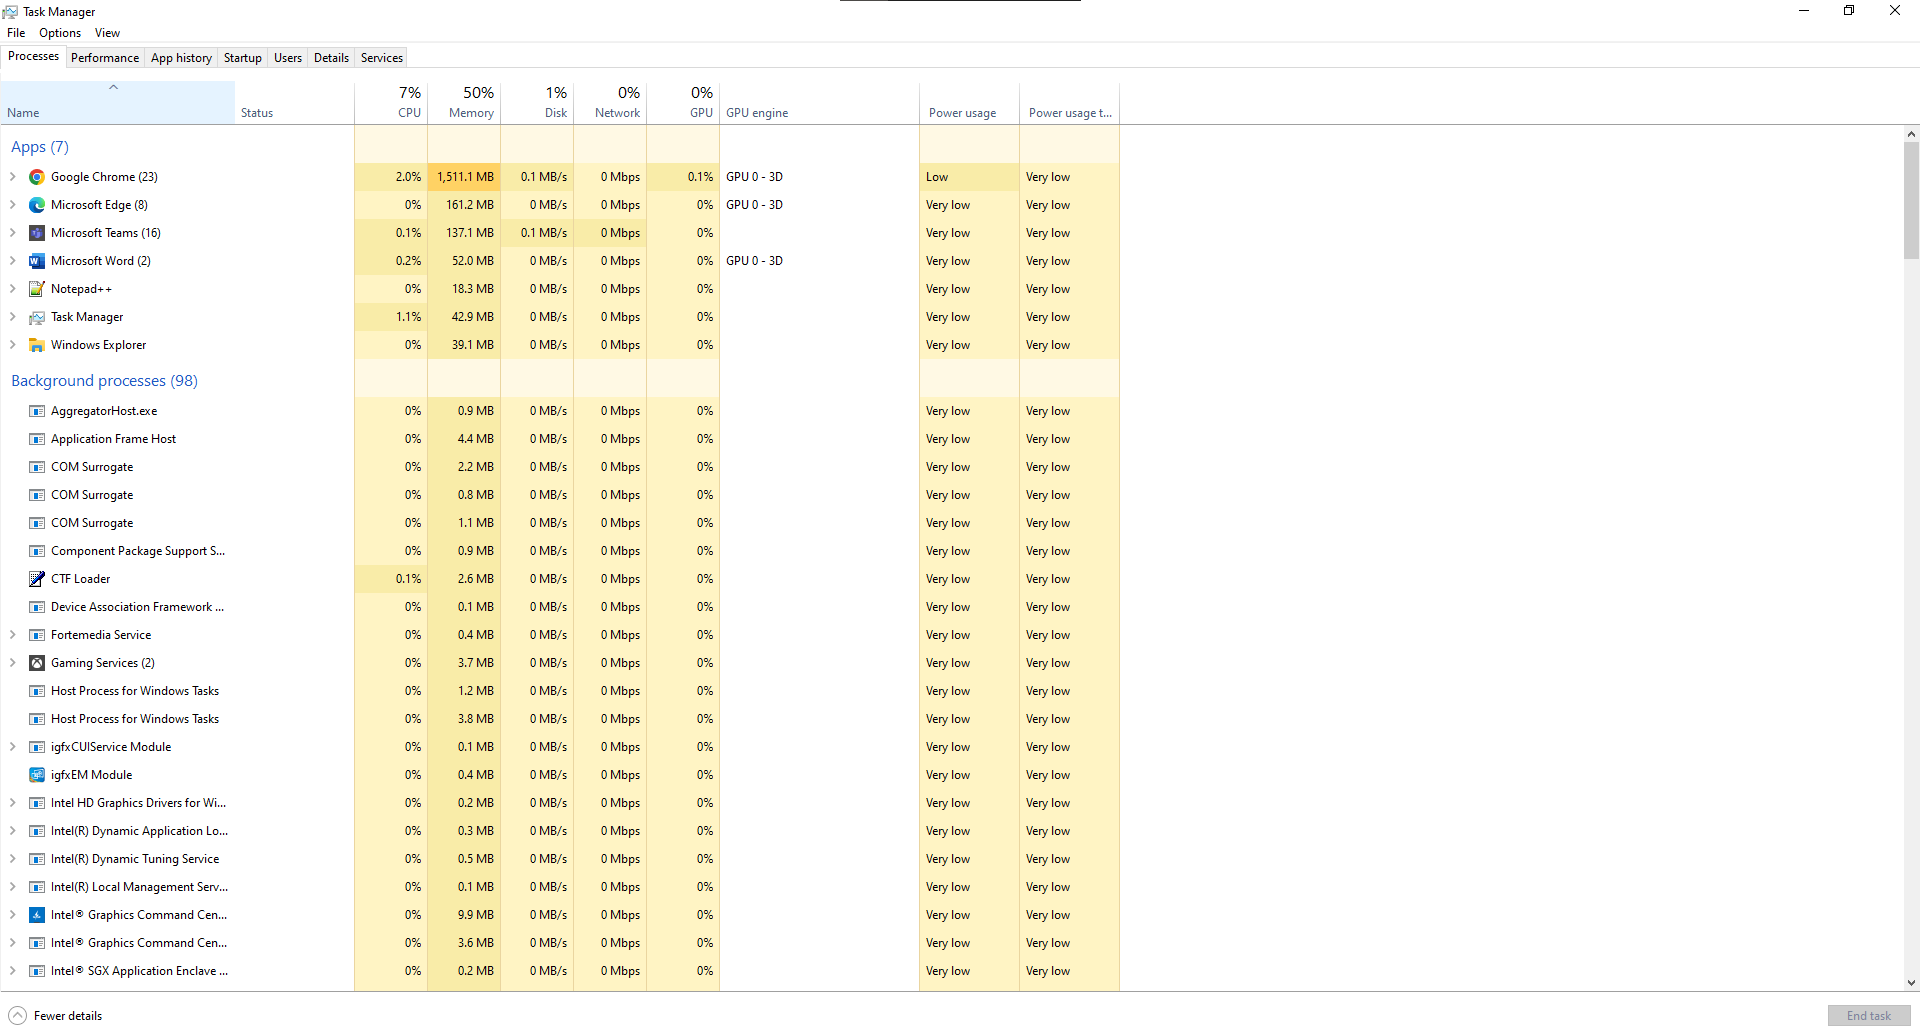 Task Manager
File Options View
Processes Performance App history Startup Users Details Services
7% 50% 1% 0% 0%
Name Status CPU Memory Disk Network GPU GPU engine Power usage Power usage t...
Apps (7)
Google Chrome (23) 2.0% 1,511.1 MB 0.1 MB/s 0 Mbps 0.1% GPU 0 - 3D Low Very low
Microsoft Edge (8) 0% 161.2 MB 0 MB/s 0 Mbps 0% GPU 0 - 3D Very low Very low
Microsoft Teams (16) 0.1% 137.1 MB 0.1 MB/s 0 Mbps 0% Very low Very low
Microsoft Word (2) 0.2% 52.0 MB 0 MB/s 0 Mbps 0% GPU 0 - 3D Very low Very low
Notepad++ 0% 18.3 MB 0 MB/s 0 Mbps 0% Very low Very low
Task Manager 1.1% 42.9 MB 0 MB/s 0 Mbps 0% Very low Very low
Windows Explorer 0% 39.1 MB 0 MB/s 0 Mbps 0% Very low Very low
Background processes (98)
AggregatorHost.exe 0% 0.9 MB 0 MB/s 0 Mbps 0% Very low Very low
Application Frame Host 0% 4.4 MB 0 MB/s 0 Mbps 0% Very low Very low
COM Surrogate 0% 2.2 MB 0 MB/s 0 Mbps 0% Very low Very low
COM Surrogate 0% 0.8 MB 0 MB/s 0 Mbps 0% Very low Very low
COM Surrogate 0% 1.1 MB 0 MB/s 0 Mbps 0% Very low Very low
Component Package Support S... 0% 0.9 MB 0 MB/s 0 Mbps 0% Very low Very low
CTF Loader 0.1% 2.6 MB 0 MB/s 0 Mbps 0% Very low Very low
Device Association Framework ... 0% 0.1 MB 0 MB/s 0 Mbps 0% Very low Very low
Fortemedia Service 0% 0.4 MB 0 MB/s 0 Mbps 0% Very low Very low
Gaming Services (2) 0% 3.7 MB 0 MB/s 0 Mbps 0% Very low Very low
Host Process for Windows Tasks 0% 1.2 MB 0 MB/s 0 Mbps 0% Very low Very low
Host Process for Windows Tasks 0% 3.8 MB 0 MB/s 0 Mbps 0% Very low Very low
igfxCUIService Module 0% 0.1 MB 0 MB/s 0 Mbps 0% Very low Very low
igfxEM Module 0% 0.4 MB 0 MB/s 0 Mbps 0% Very low Very low
Intel HD Graphics Drivers for Wi... 0% 0.2 MB 0 MB/s 0 Mbps 0% Very low Very low
Intel(R) Dynamic Application Lo... 0% 0.3 MB 0 MB/s 0 Mbps 0% Very low Very low
Intel(R) Dynamic Tuning Service 0% 0.5 MB 0 MB/s 0 Mbps 0% Very low Very low
Intel(R) Local Management Serv... 0% 0.1 MB 0 MB/s 0 Mbps 0% Very low Very low
Intel® Graphics Command Cen... 0% 9.9 MB 0 MB/s 0 Mbps 0% Very low Very low
Intel® Graphics Command Cen... 0% 3.6 MB 0 MB/s 0 Mbps 0% Very low Very low
Intel® SGX Application Enclave ... 0% 0.2 MB 0 MB/s 0 Mbps 0% Very low Very low
Fewer details End task